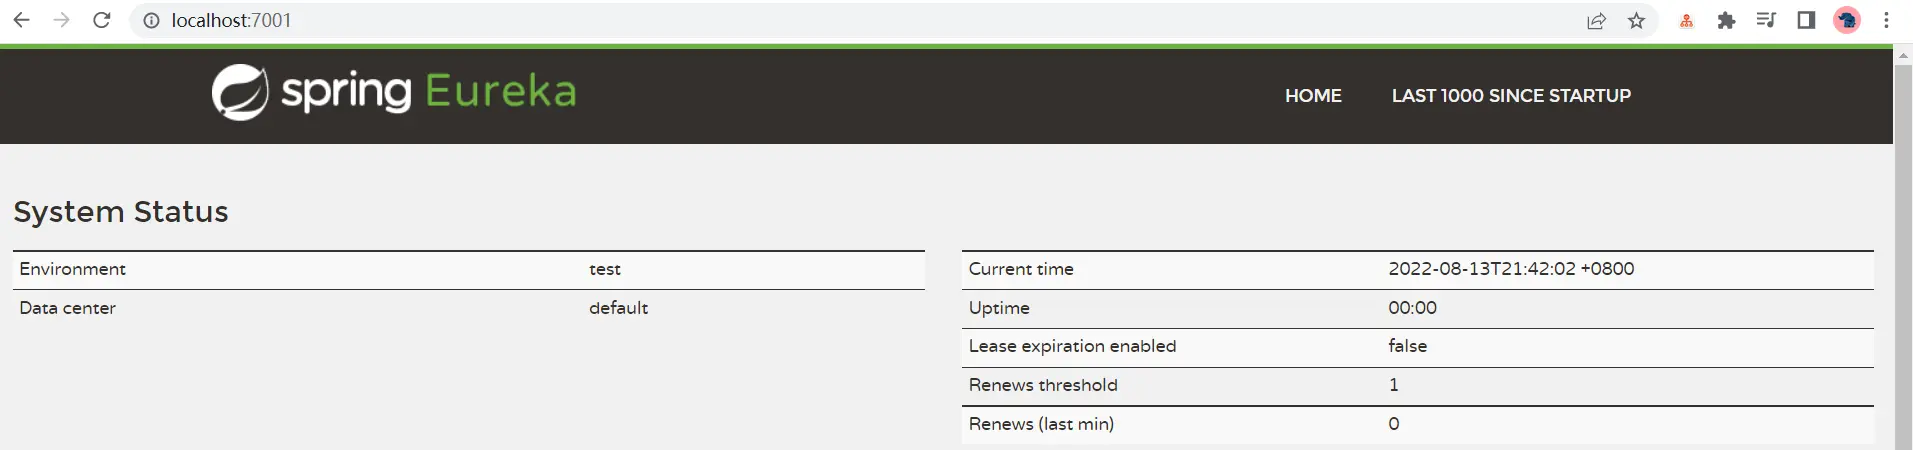 localhost:7001
spring Eureka
HOME LAST 1000 SINCE STARTUP
System Status
Environment test
Data center default
Current time 2022-08-13T21:42:02 +0800
Uptime 00:00
Lease expiration enabled false
Renews threshold 1
Renews (last min) 0